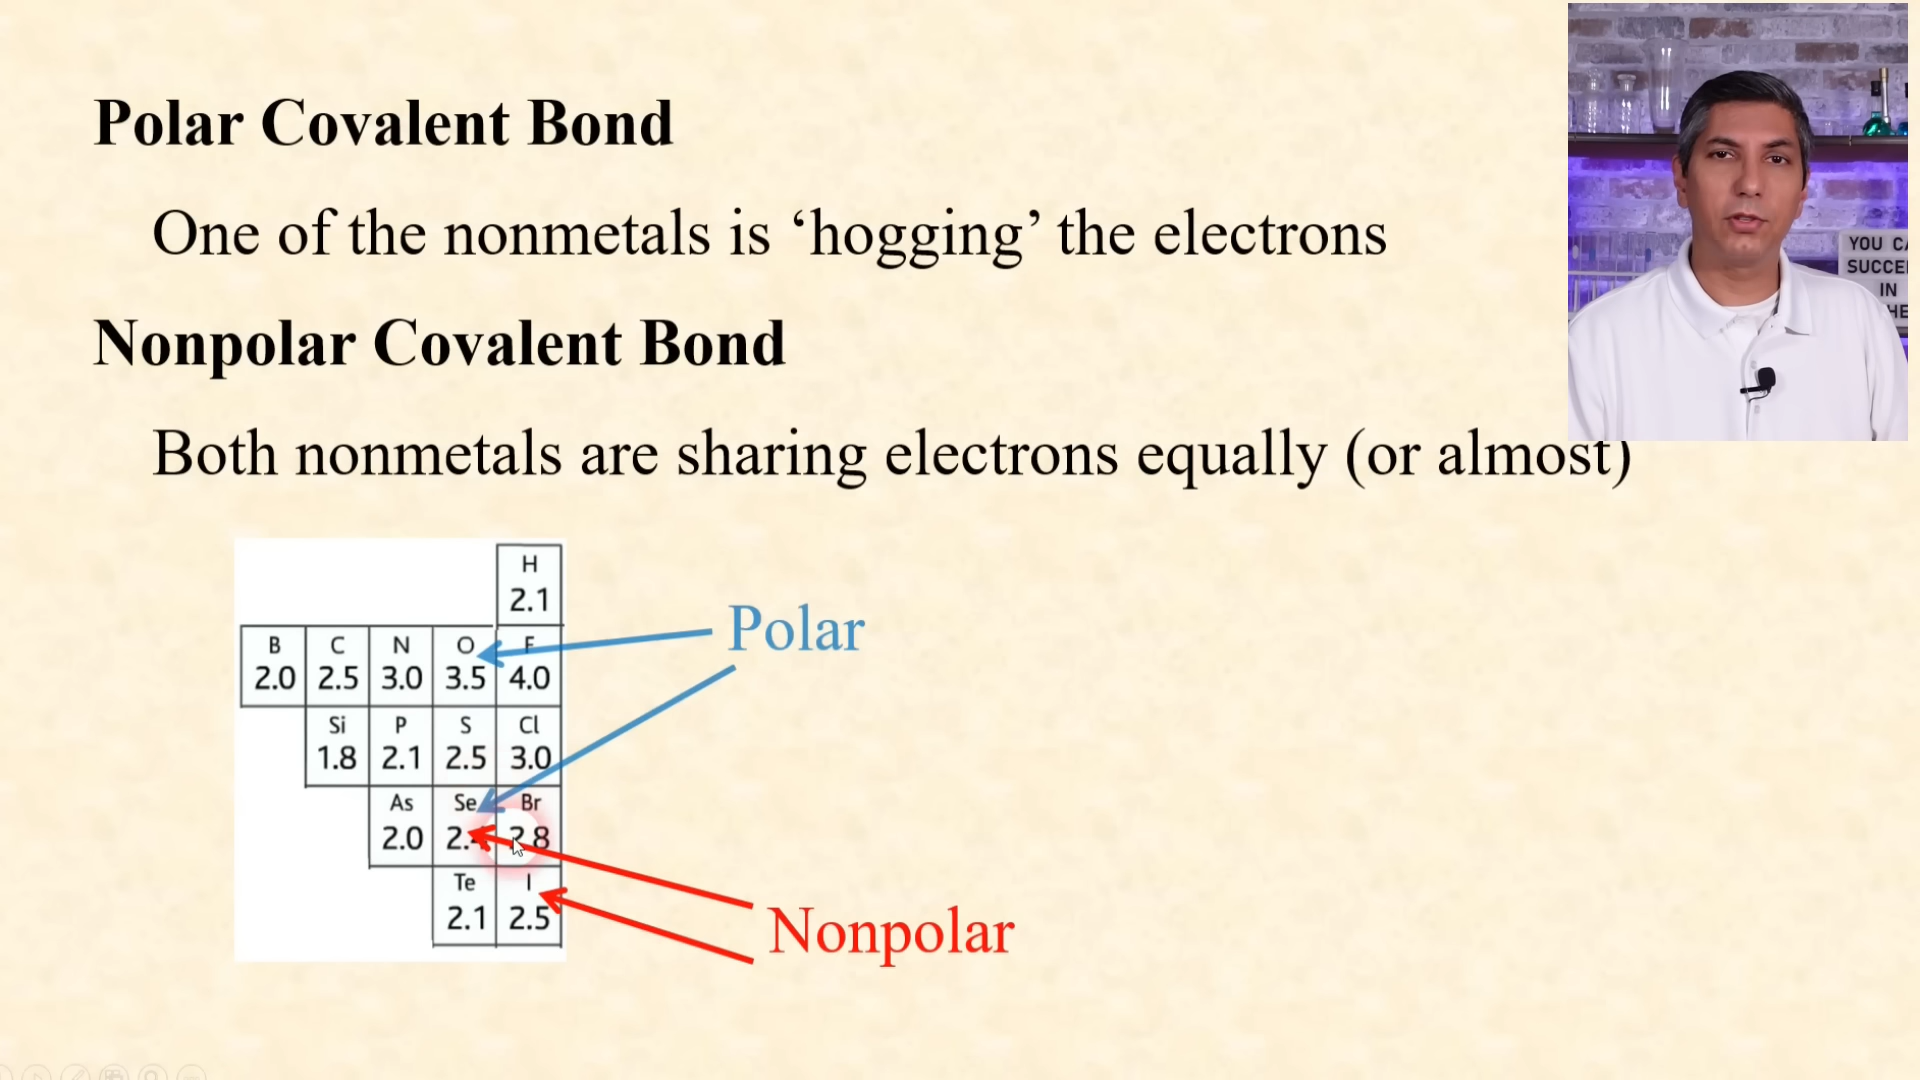 Polar Covalent Bond
One of the nonmetals is ‘hogging’ the electrons
Nonpolar Covalent Bond
Both nonmetals are sharing electrons equally (or almost)
YOU
SUCCE
IN
H
2.1
B C N O F
2.0 2.5 3.0 3.5 4.0
Si P S Cl
1.8 2.1 2.5 3.0
As Se Br
2.0 2.8
Te I
2.1 2.5
Polar
Nonpolar